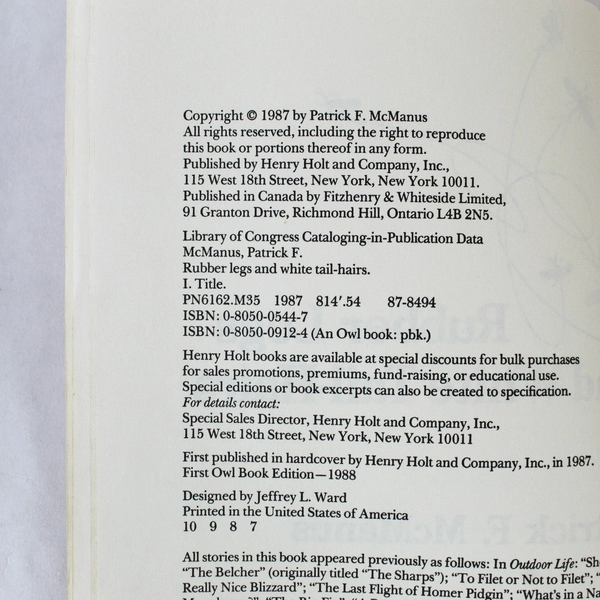 Copyright © 1987 by Patrick F. McManus
All rights reserved, including the right to reproduce
this book or portions thereof in any form.
Published by Henry Holt and Company, Inc.,
115 West 18th Street, New York, New York 10011.
Published in Canada by Fitzhenry & Whiteside Limited,
91 Granton Drive, Richmond Hill, Ontario L4B 2N5.
Library of Congress Cataloging-in-Publication Data
McManus, Patrick F.
Rubber legs and white tail-hairs.
I. Title.
PN6162.M35 1987 814'.54 87-8494
ISBN: 0-8050-0544-7
ISBN: 0-8050-0912-4 (An Owl book: pbk.)
Henry Holt books are available at special discounts for bulk purchases
for sales promotions, premiums, fund-raising, or educational use.
Special editions or book excerpts can also be created to specification.
For details contact:
Special Sales Director, Henry Holt and Company, Inc.,
115 West 18th Street, New York, New York 10011
First published in hardcover by Henry Holt and Company, Inc., in 1987.
First Owl Book Edition—1988
Designed by Jeffrey L. Ward
Printed in the United States of America
10 9 8 7
All stories in this book appeared previously as follows: In Outdoor Life: "Sh
"The Belcher" (originally titled "The Sharps"); "To Filet or Not to Filet"; "
Really Nice Blizzard"; "The Last Flight of Homer Pidgin"; "What's in a Na